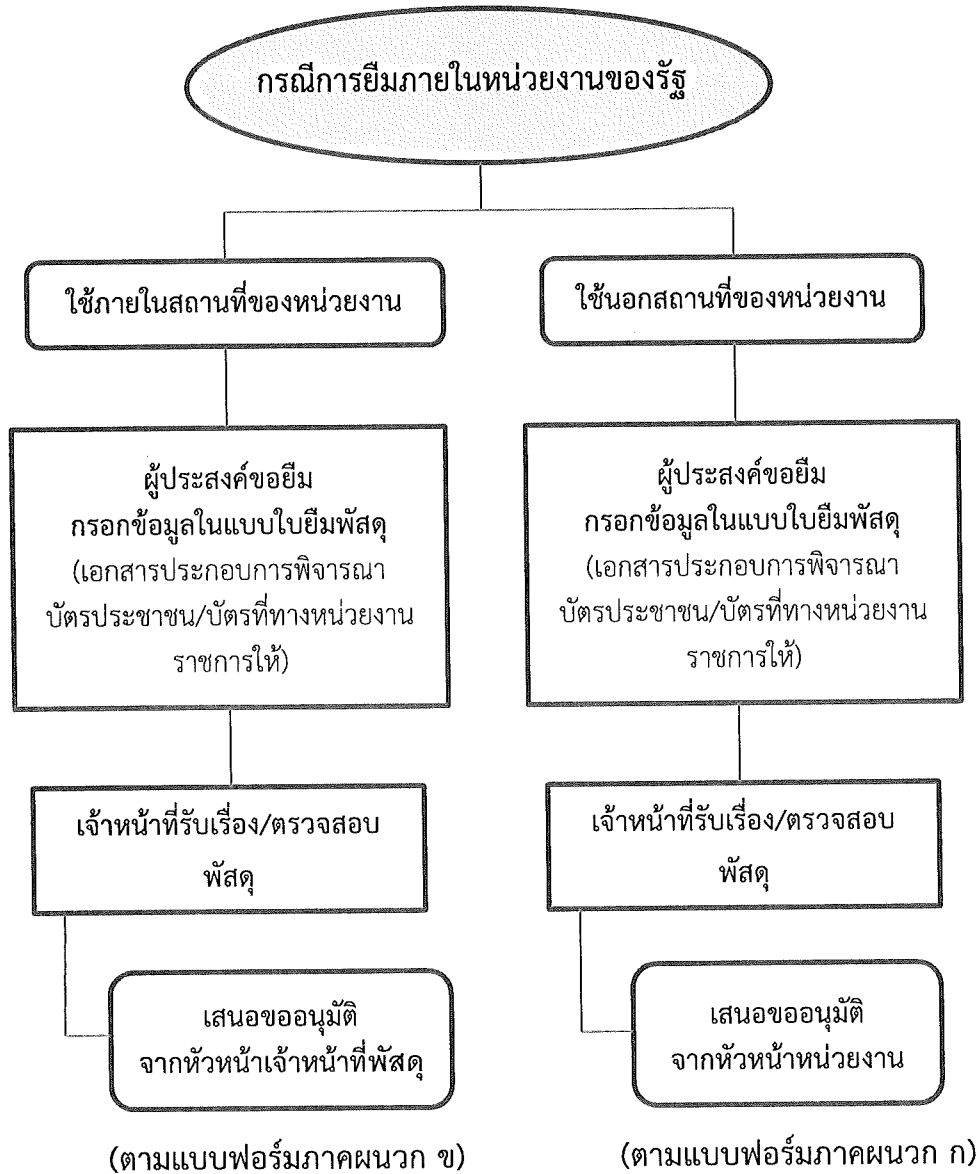 กรณีการยืมภายในหน่วยงานของรัฐ
ใช้ภายในสถานที่ของหน่วยงาน
ผู้ประสงค์ขอยืม
กรอกข้อมูลในแบบใบยืมพัสดุ
(เอกสารประกอบการพิจารณา
บัตรประชาชน/บัตรที่ทางหน่วยงาน
ราชการให้)
เจ้าหน้าที่รับเรื่อง/ตรวจสอบ
พัสดุ
เสนอขออนุมัติ
จากหัวหน้าเจ้าหน้าที่พัสดุ
(ตามแบบฟอร์มภาคผนวก ข)
ใช้นอกสถานที่ของหน่วยงาน
ผู้ประสงค์ขอยืม
กรอกข้อมูลในแบบใบยืมพัสดุ
(เอกสารประกอบการพิจารณา
บัตรประชาชน/บัตรที่ทางหน่วยงาน
ราชการให้)
เจ้าหน้าที่รับเรื่อง/ตรวจสอบ
พัสดุ
เสนอขออนุมัติ
จากหัวหน้าหน่วยงาน
(ตามแบบฟอร์มภาคผนวก ก)